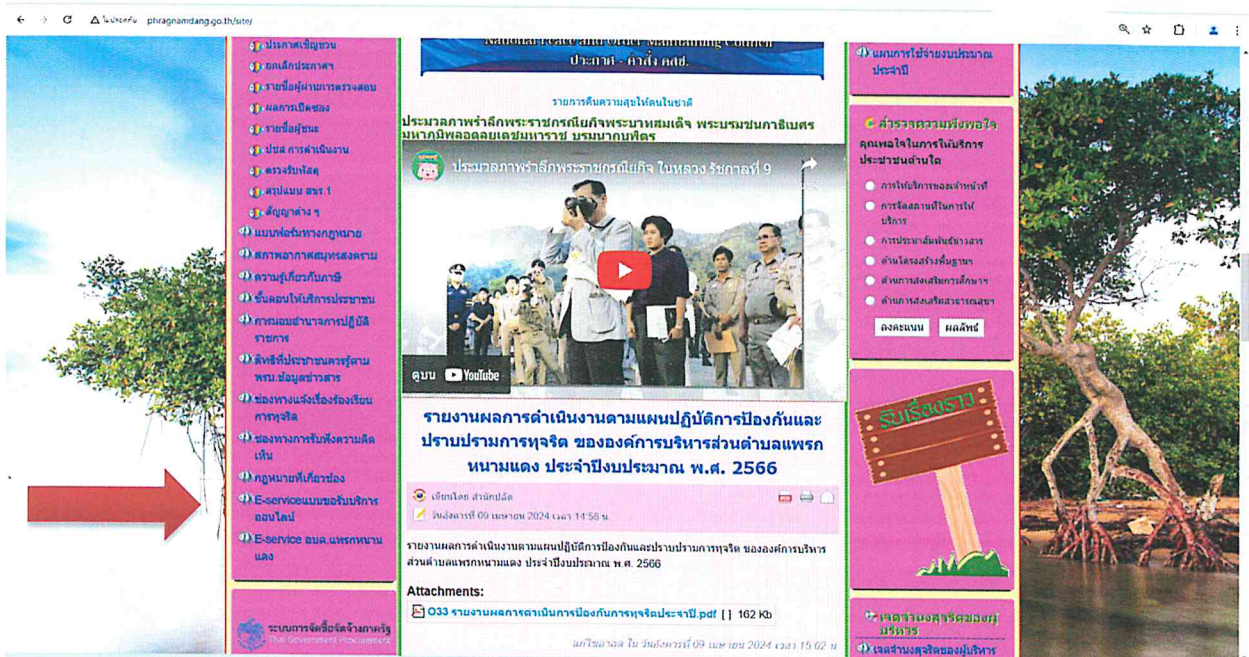 ไม่ปลอดภัย phragnamdang.go.th/site/
ประกาศเชิญชวน
ยกเลิกประกาศฯ
รายชื่อผู้ผ่านการตรวจสอบ
ผลการเปิดซอง
รายชื่อผู้ชนะ
ปชส การดำเนินงาน
ตรวจรับพัสดุ
สรุปแบบ สขร.1
สัญญาต่าง ๆ
แบบฟอร์มทางกฎหมาย
สภาพอากาศสมุทรสงคราม
ความรู้เกี่ยวกับภาษี
ขั้นตอนให้บริการประชาชน
การมอบอำนาจการปฏิบัติ
ราชการ
สิทธิที่ประชาชนควรรู้ตาม
พรบ.ข้อมูลข่าวสาร
ช่องทางแจ้งเรื่องร้องเรียน
การทุจริต
ช่องทางการรับฟังความคิด
เห็น
กฎหมายที่เกี่ยวข้อง
E-serviceแบบขอรับบริการ
ออนไลน์
E-service อบต.แพรกหนาม
แดง
ระบบการจัดซื้อจัดจ้างภาครัฐ
Thai Government Procurement
National Peace and Order Maintaining Council
ประกาศ - คำสั่ง คสช.
รายการคืนความสุขให้คนในชาติ
ประมวลภาพรำลึกพระราชกรณียกิจพระบาทสมเด็จ พระบรมชนกาธิเบศร
มหาภูมิพลอดุลยเดชมหาราช บรมนาถบพิตร
ประมวลภาพรำลึกพระราชกรณียกิจ ในหลวง รัชกาลที่ 9
ดูบน YouTube
รายงานผลการดำเนินงานตามแผนปฏิบัติการป้องกันและ
ปราบปรามการทุจริต ขององค์การบริหารส่วนตำบลแพรก
หนามแดง ประจำปีงบประมาณ พ.ศ. 2566
เขียนโดย สำนักปลัด
วันอังคารที่ 09 เมษายน 2024 เวลา 14:58 น.
รายงานผลการดำเนินงานตามแผนปฏิบัติการป้องกันและปราบปรามการทุจริต ขององค์การบริหาร
ส่วนตำบลแพรกหนามแดง ประจำปีงบประมาณ พ.ศ. 2566
Attachments:
O33 รายงานผลการดำเนินการป้องกันการทุจริตประจำปี.pdf [ ] 162 Kb
แก้ไขล่าสุด ใน วันอังคารที่ 09 เมษายน 2024 เวลา 15:02 น
แผนการใช้จ่ายงบประมาณ
ประจำปี
สำรวจความพึงพอใจ
คุณพอใจในการให้บริการ
ประชาชนด้านใด
การให้บริการของเจ้าหน้าที่
การจัดสถานที่ในการให้
บริการ
การประชาสัมพันธ์ข่าวสาร
ด้านโครงสร้างพื้นฐานฯ
ด้านการส่งเสริมการศึกษาฯ
ด้านการส่งเสริมสาธารณสุขฯ
ลงคะแนน ผลลัพธ์
รับเรื่องราว
เจตจำนงสุจริตของผู้
บริหาร
เจตจำนงสุจริตของผู้บริหาร